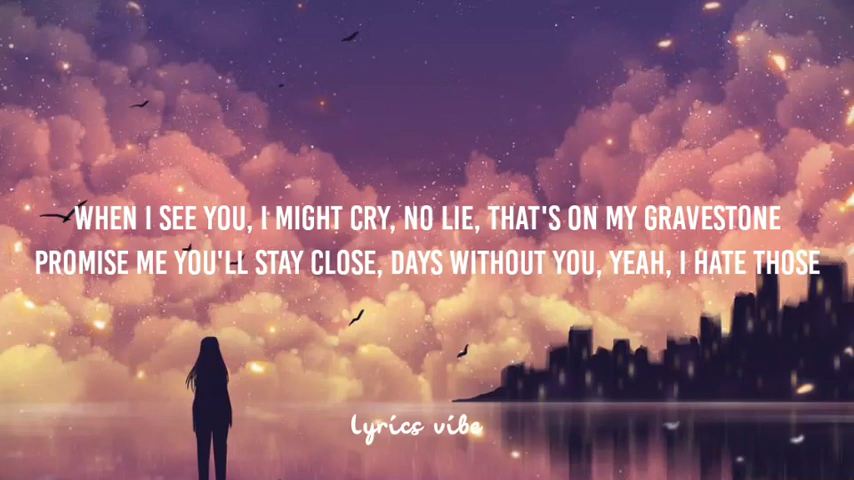 WHEN I SEE YOU, I MIGHT CRY, NO LIE, THAT'S ON MY GRAVESTONE
PROMISE ME YOU'LL STAY CLOSE, DAYS WITHOUT YOU, YEAH, I HATE THOSE
Lyrics vibe